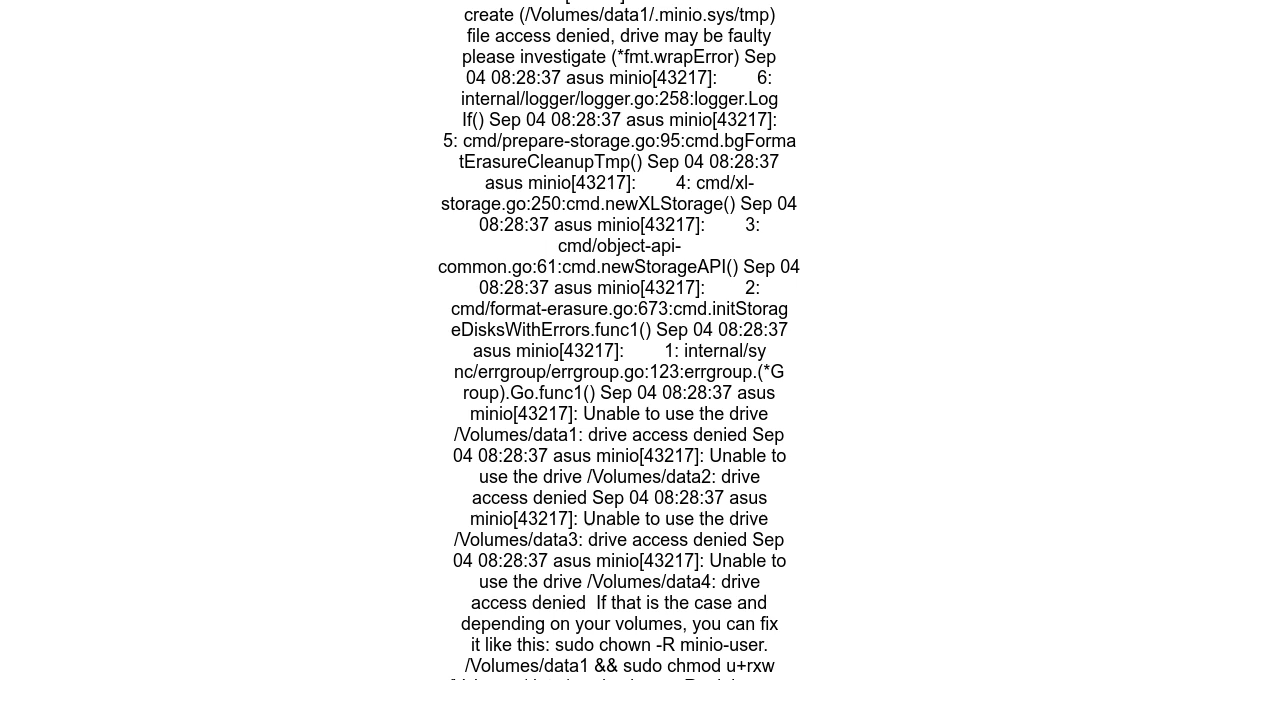 create (/Volumes/data1/.minio.sys/tmp)
file access denied, drive may be faulty
please investigate (*fmt.wrapError) Sep
04 08:28:37 asus minio[43217]:        6:
internal/logger/logger.go:258:logger.Log
If() Sep 04 08:28:37 asus minio[43217]:
5: cmd/prepare-storage.go:95:cmd.bgForma
tErasureCleanupTmp() Sep 04 08:28:37
asus minio[43217]:        4: cmd/xl-
storage.go:250:cmd.newXLStorage() Sep 04
08:28:37 asus minio[43217]:        3:
cmd/object-api-
common.go:61:cmd.newStorageAPI() Sep 04
08:28:37 asus minio[43217]:        2:
cmd/format-erasure.go:673:cmd.initStorag
eDisksWithErrors.func1() Sep 04 08:28:37
asus minio[43217]:        1: internal/sy
nc/errgroup/errgroup.go:123:errgroup.(*G
roup).Go.func1() Sep 04 08:28:37 asus
minio[43217]: Unable to use the drive
/Volumes/data1: drive access denied Sep
04 08:28:37 asus minio[43217]: Unable to
use the drive /Volumes/data2: drive
access denied Sep 04 08:28:37 asus
minio[43217]: Unable to use the drive
/Volumes/data3: drive access denied Sep
04 08:28:37 asus minio[43217]: Unable to
use the drive /Volumes/data4: drive
access denied  If that is the case and
depending on your volumes, you can fix
it like this: sudo chown -R minio-user.
/Volumes/data1 && sudo chmod u+rxw